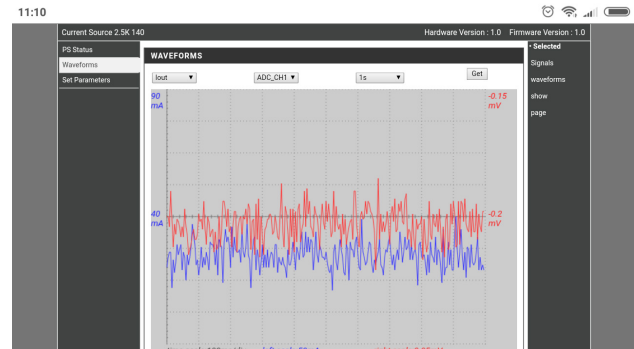 11:10
Current Source 2.5K 140
Hardware Version : 1.0 Firmware Version : 1.0
PS Status
Waveforms
Set Parameters
WAVEFORMS
Iout
ADC_CH1
1s
Get
90
mA
-0.15
mV
40
mA
-0.2
mV
• Selected
Signals
waveforms
show
page